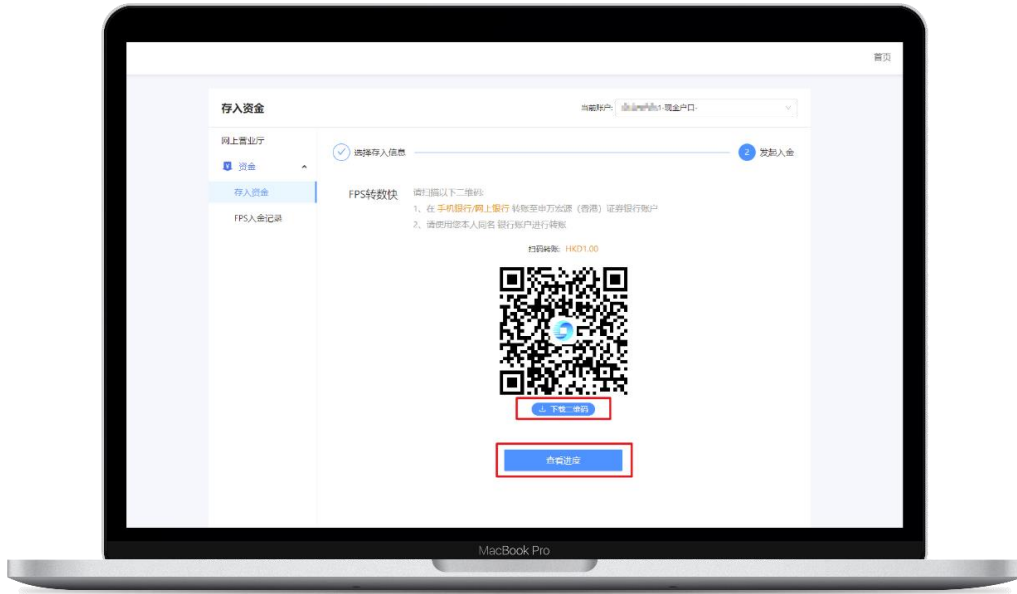 首页
存入资金
当前账户:
-现金户口-
网上营业厅
资金
存入资金
FPS入金记录
选择存入信息
2 发起入金
FPS转数快
请扫描以下二维码:
1、在 手机银行/网上银行 转账至申万宏源（香港）证券银行账户
2、请使用您本人同名 银行账户进行转账
扫码转账: HKD1.00
下载二维码
查看进度
MacBook Pro